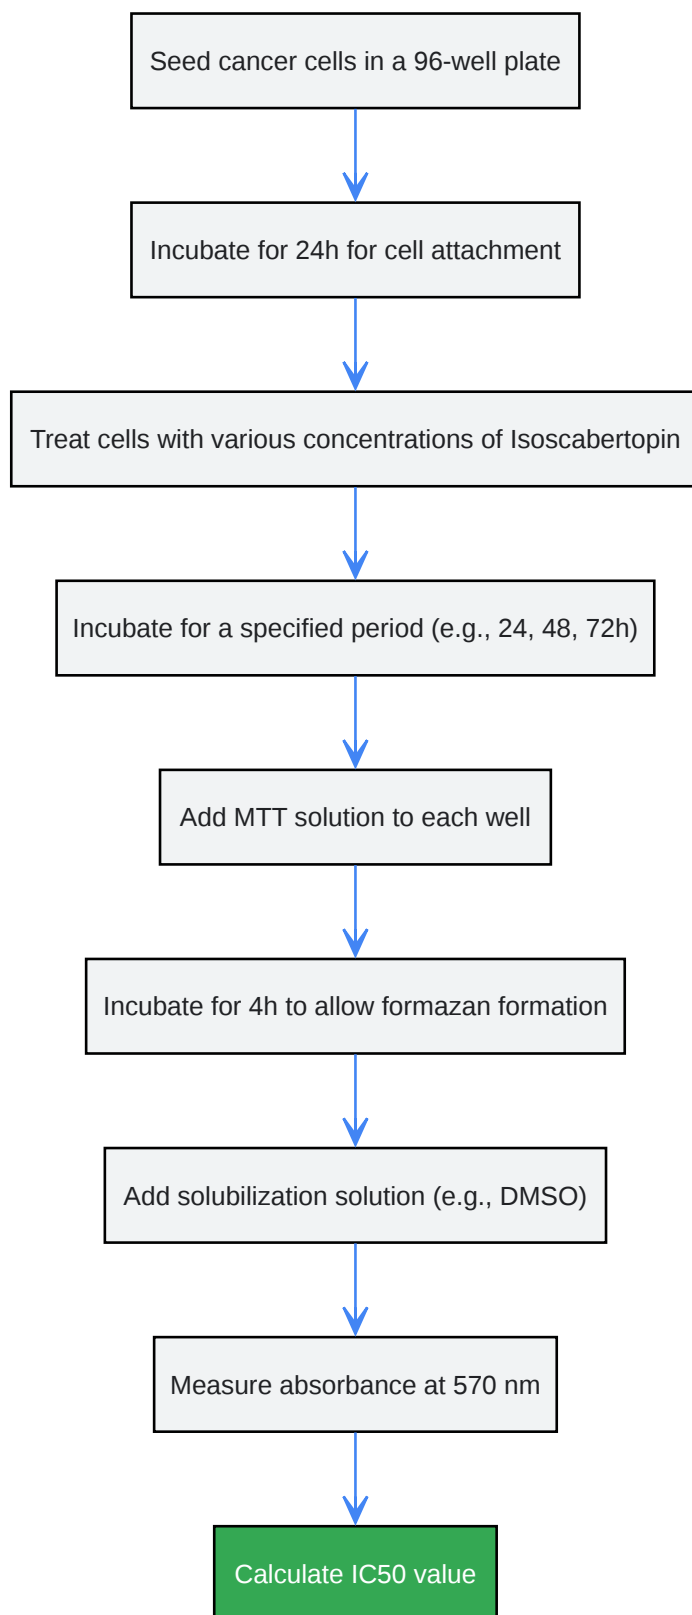 Seed cancer cells in a 96-well plate
Incubate for 24h for cell attachment
Treat cells with various concentrations of Isoscabertopin
Incubate for a specified period (e.g., 24, 48, 72h)
Add MTT solution to each well
Incubate for 4h to allow formazan formation
Add solubilization solution (e.g., DMSO)
Measure absorbance at 570 nm
Calculate IC50 value